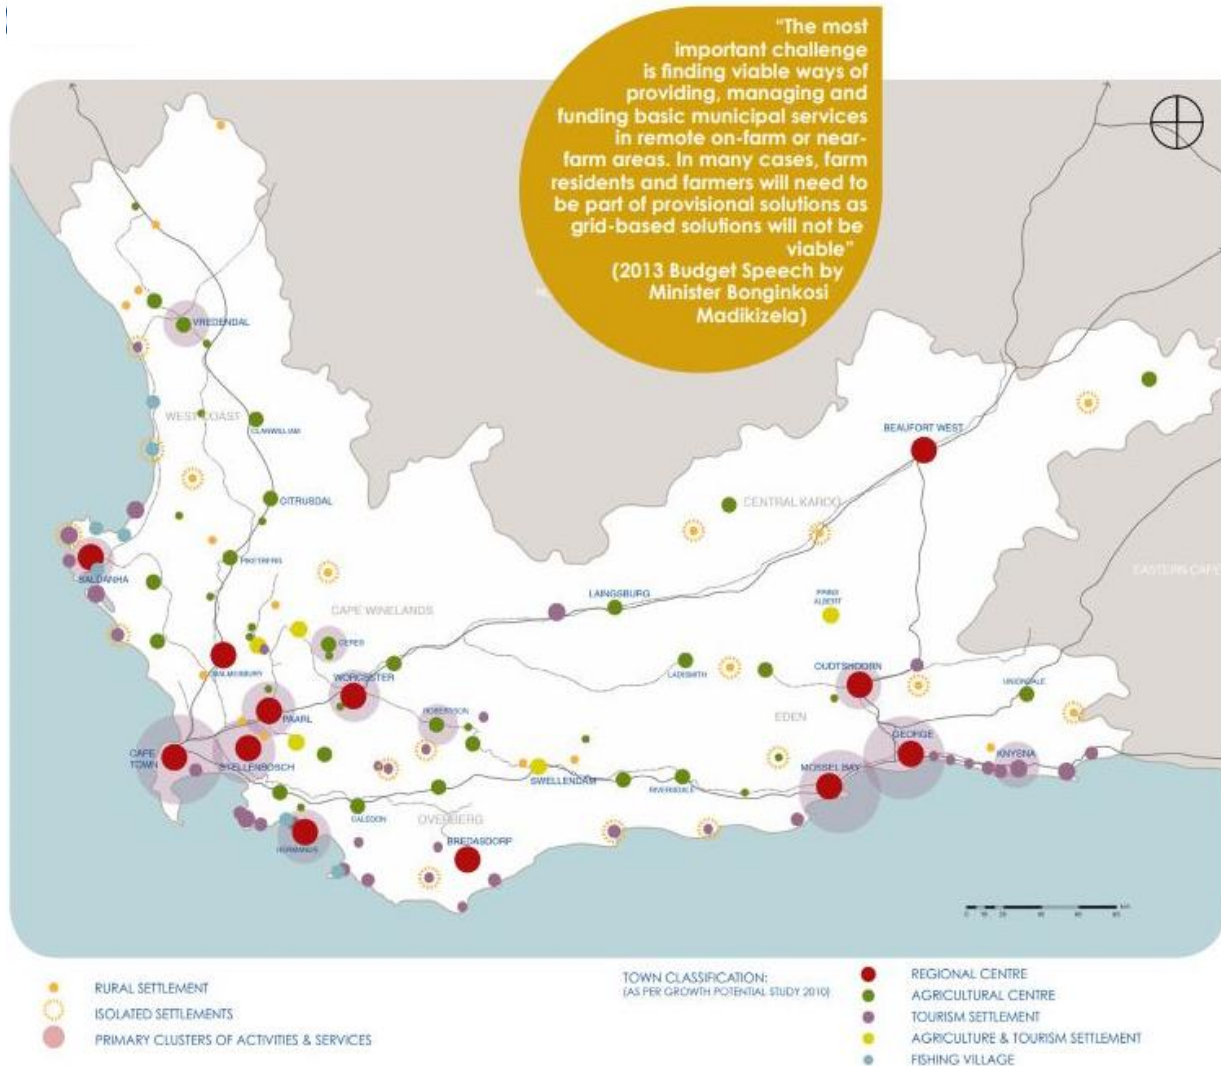 "The most
important challenge
is finding viable ways of
providing, managing and
funding basic municipal services
in remote on-farm or near-
farm areas. In many cases, farm
residents and farmers will need to
be part of provisional solutions as
grid-based solutions will not be
viable"
(2013 Budget Speech by
Minister Bonginkosi
Madikizela)
VREDENDAL
WEST COAST
CLANWILLIAM
BEAUFORT WEST
CITRUSDAL
CENTRAL KAROO
PIKETBERG
SALDANHA
EASTERN CAPE
LAINGSBURG
PRINS
ALBERT
CAPE WINELANDS
CERES
MALMESBURY
WORCESTER
LADISMITH
OUDTSHOORN
UNIONDALE
PAARL
ROBERTSON
EDEN
GEORGE
CAPE
TOWN
STELLENBOSCH
KNYSNA
MOSSEL BAY
SWELLENDAM
RIVERSDALE
CALEDON
OVERBERG
HERMANUS
BREDASDORP
RURAL SETTLEMENT
ISOLATED SETTLEMENTS
PRIMARY CLUSTERS OF ACTIVITIES & SERVICES
TOWN CLASSIFICATION:
(AS PER GROWTH POTENTIAL STUDY 2010)
REGIONAL CENTRE
AGRICULTURAL CENTRE
TOURISM SETTLEMENT
AGRICULTURE & TOURISM SETTLEMENT
FISHING VILLAGE